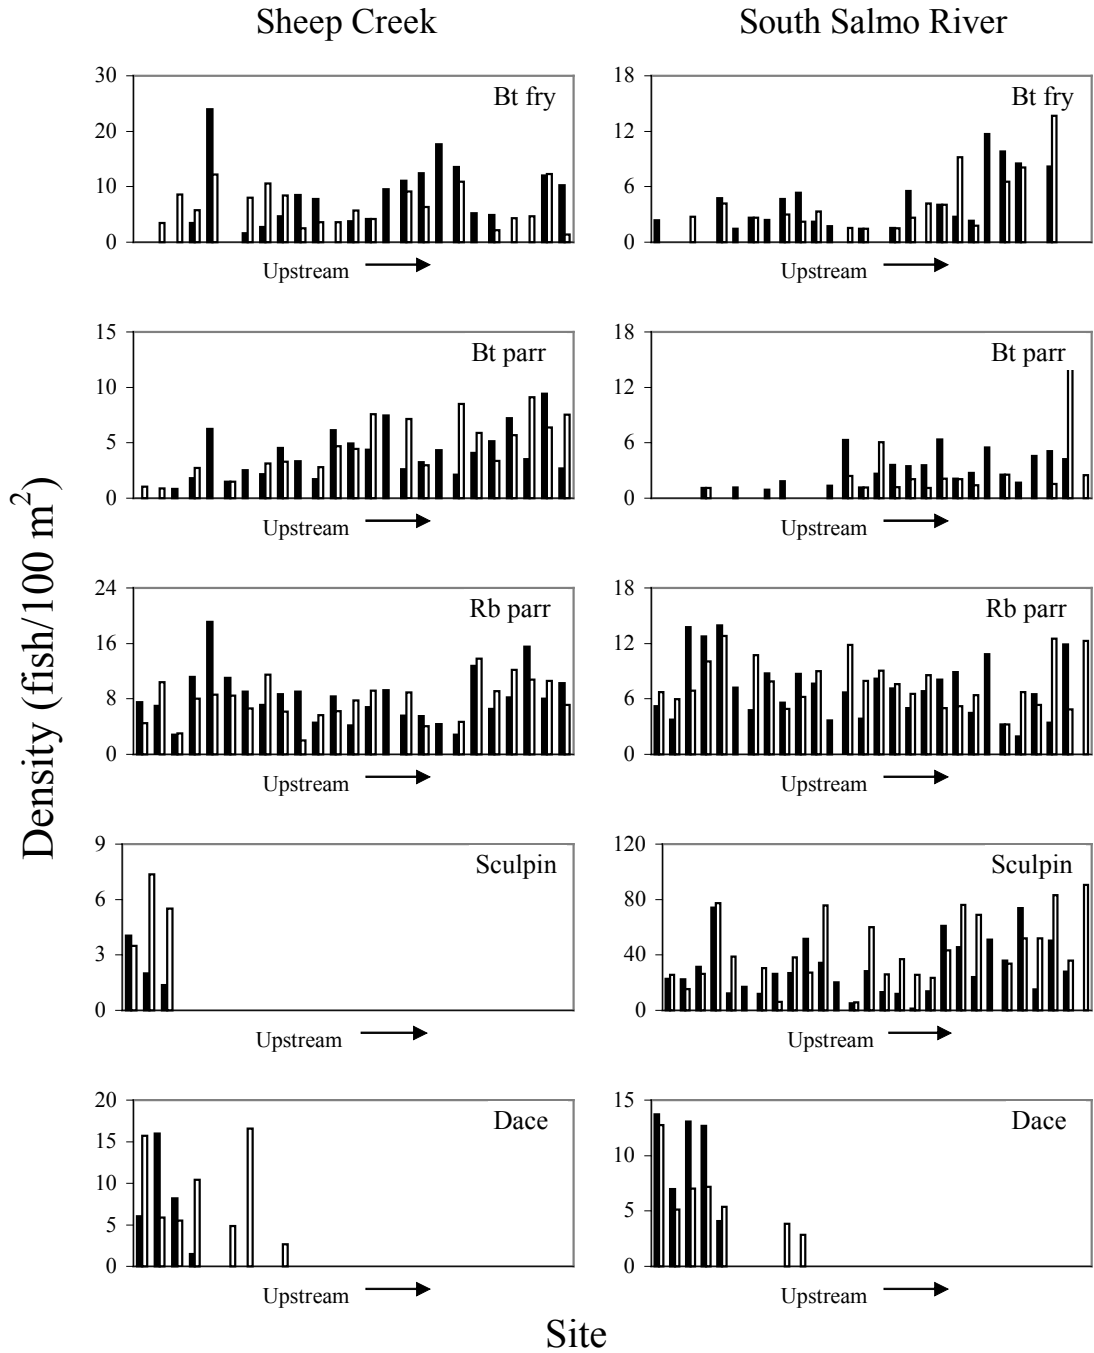 Sheep Creek
South Salmo River
Density (fish/100 m²)
30
20
10
0
Bt fry
Upstream
18
12
6
0
Bt fry
Upstream
15
10
5
0
Bt parr
Upstream
18
12
6
0
Bt parr
Upstream
24
16
8
0
Rb parr
Upstream
18
12
6
0
Rb parr
Upstream
9
6
3
0
Sculpin
Upstream
120
80
40
0
Sculpin
Upstream
20
15
10
5
0
Dace
Upstream
15
10
5
0
Dace
Upstream
Site